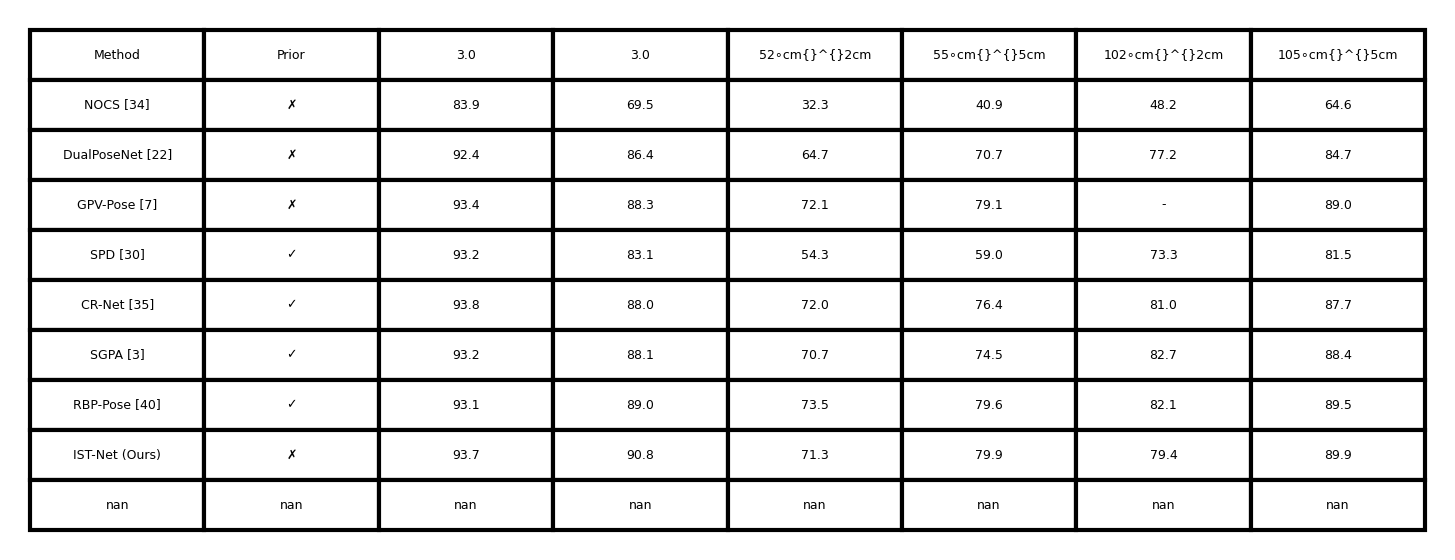 Method Prior 3.0 3.0 52∘cm{}^{}2cm 55∘cm{}^{}5cm 102∘cm{}^{}2cm 105∘cm{}^{}5cm
NOCS [34] ✗ 83.9 69.5 32.3 40.9 48.2 64.6
DualPoseNet [22] ✗ 92.4 86.4 64.7 70.7 77.2 84.7
GPV-Pose [7] ✗ 93.4 88.3 72.1 79.1 - 89.0
SPD [30] ✓ 93.2 83.1 54.3 59.0 73.3 81.5
CR-Net [35] ✓ 93.8 88.0 72.0 76.4 81.0 87.7
SGPA [3] ✓ 93.2 88.1 70.7 74.5 82.7 88.4
RBP-Pose [40] ✓ 93.1 89.0 73.5 79.6 82.1 89.5
IST-Net (Ours) ✗ 93.7 90.8 71.3 79.9 79.4 89.9
nan nan nan nan nan nan nan nan